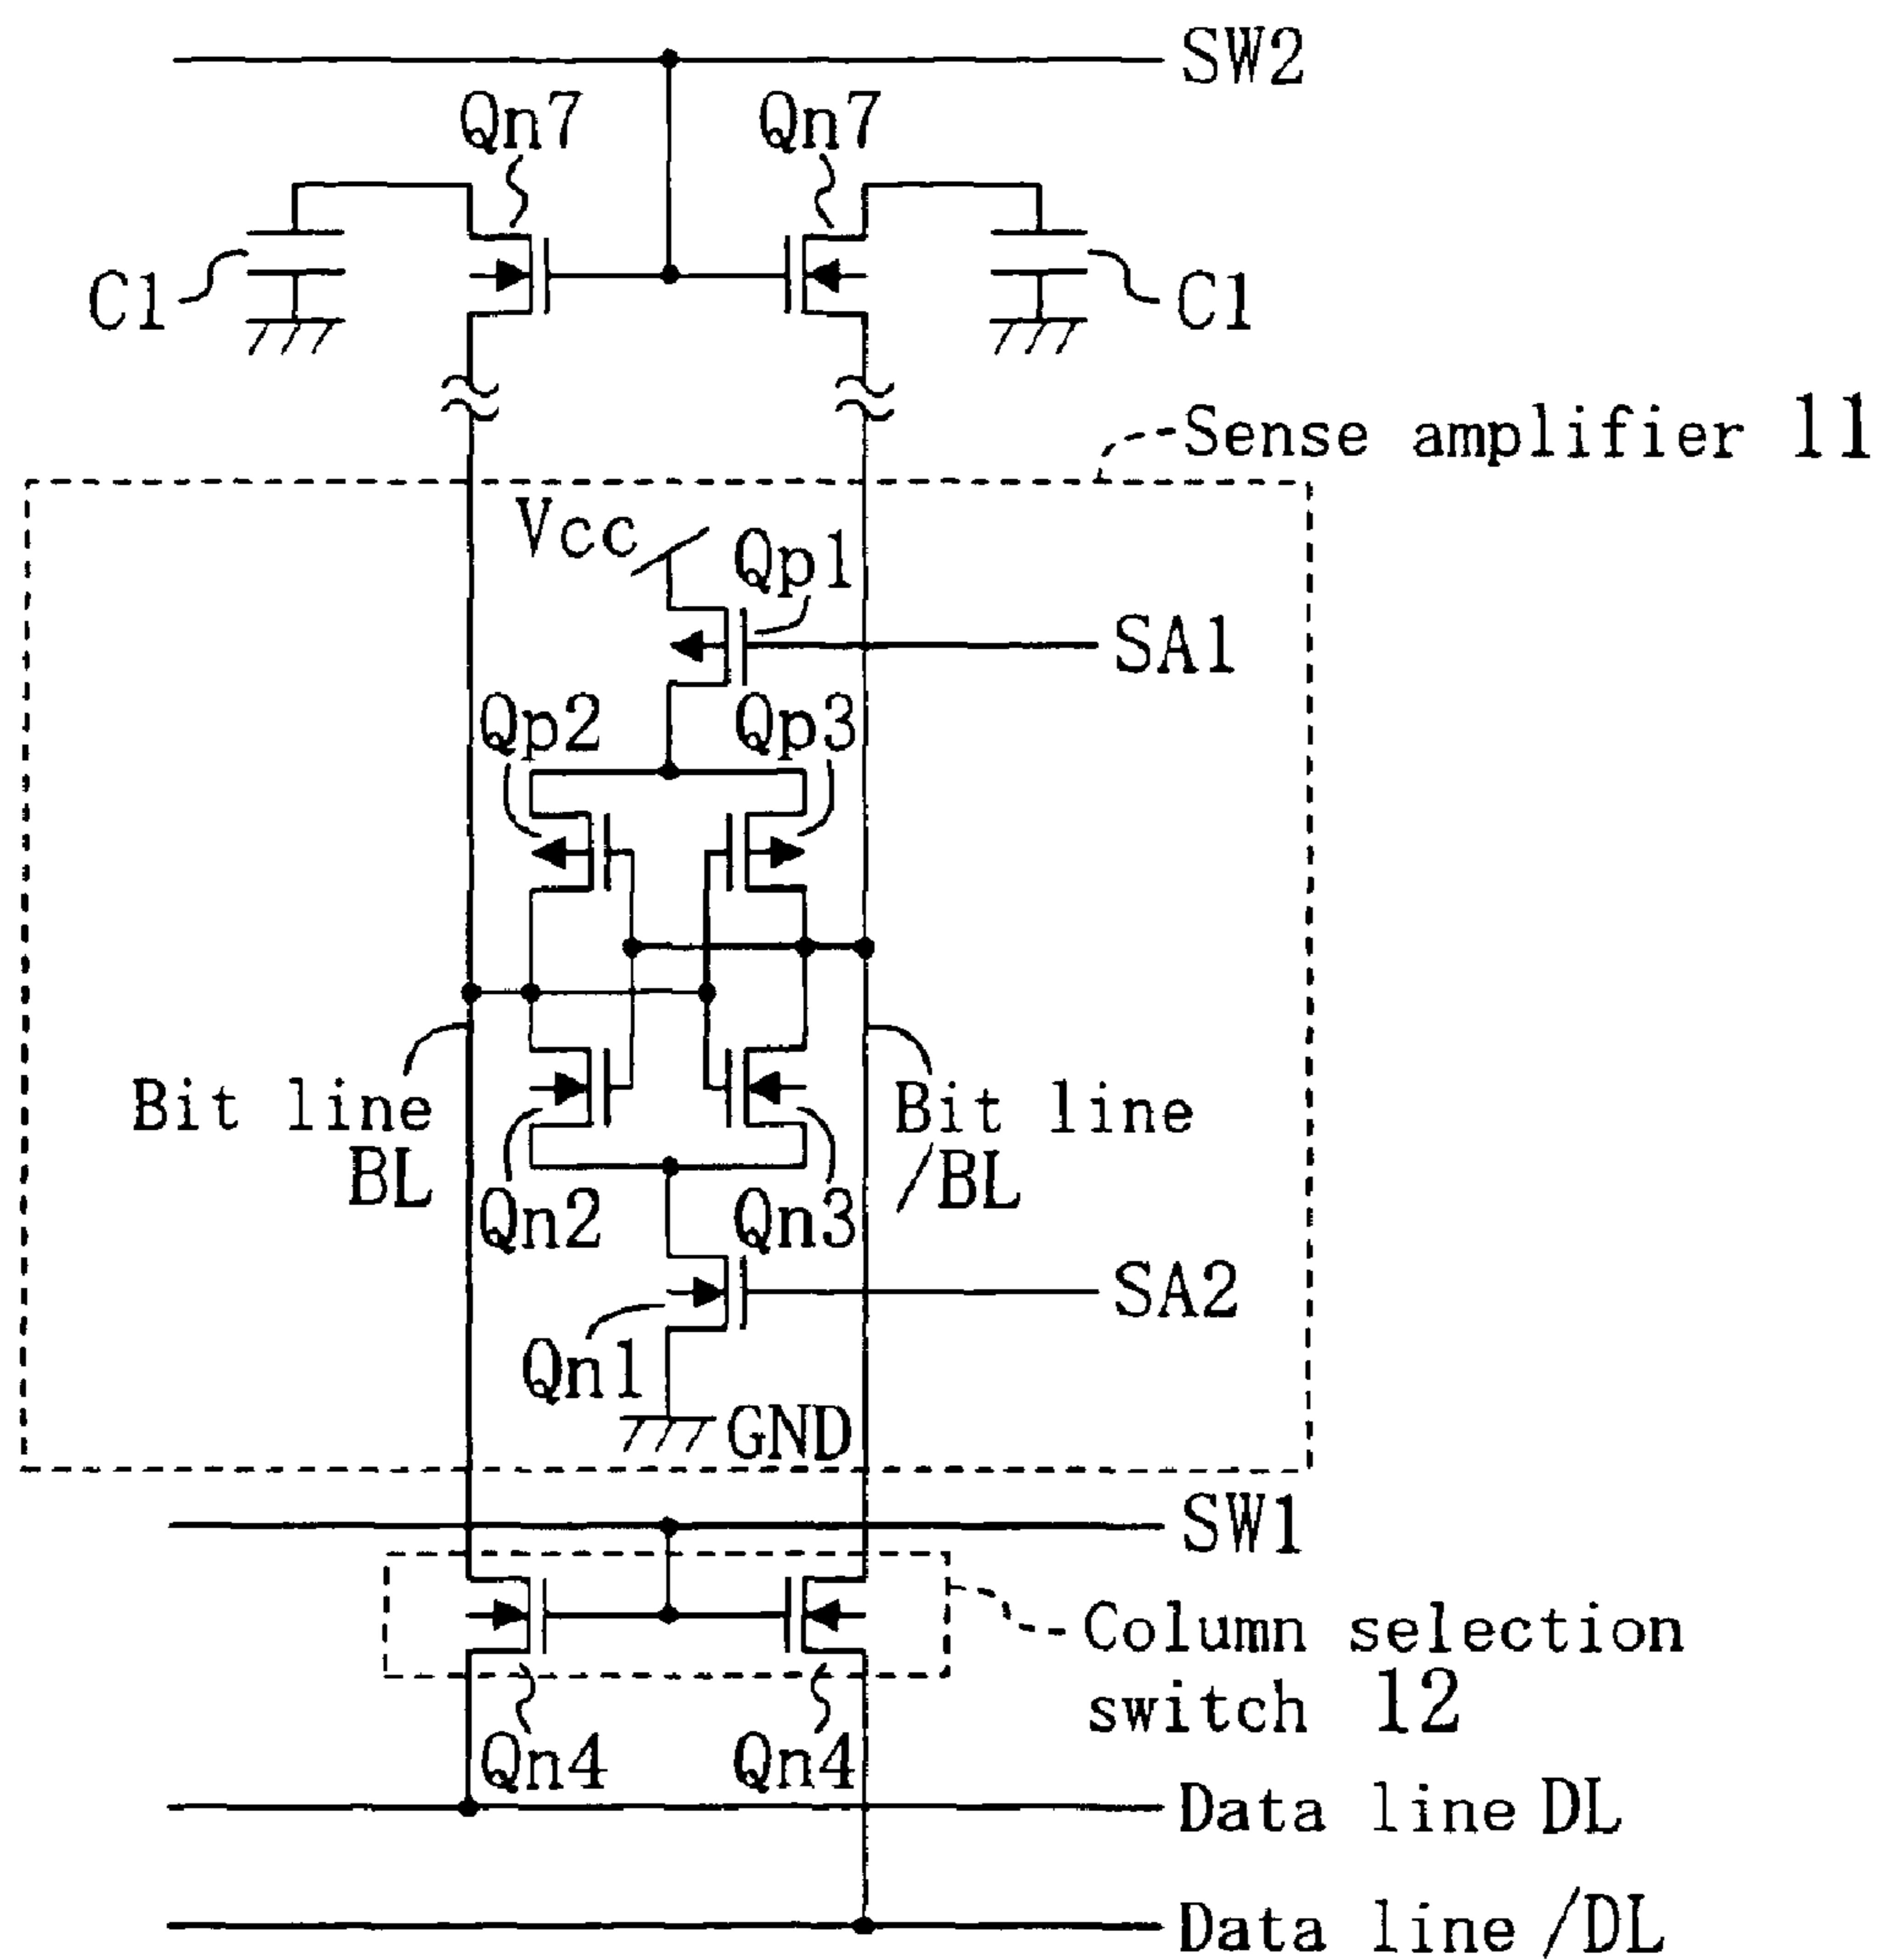 SW2
Qn7
Qn7
C1
C1
Sense amplifier 11
Vcc
Qp1
SA1
Qp2
Qp3
Bit line
BL
Bit line
/BL
Qn2
Qn3
SA2
Qn1
GND
SW1
Column selection
switch 12
Qn4
Qn4
Data line DL
Data line /DL